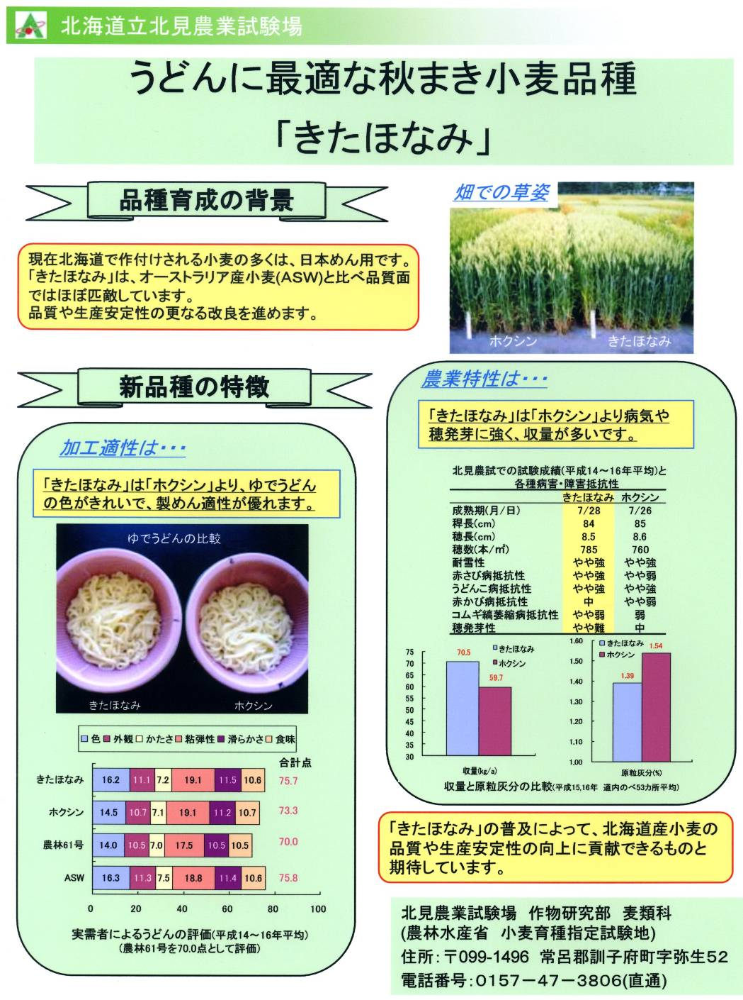 北海道立北見農業試験場
うどんに最適な秋まき小麦品種
「きたほなみ」
品種育成の背景
現在北海道で作付けされる小麦の多くは、日本めん用です。
「きたほなみ」は、オーストラリア産小麦(ASW)と比べ品質面
ではほぼ匹敵しています。
品質や生産安定性の更なる改良を進めます。
畑での草姿
ホクシン きたほなみ
新品種の特徴
加工適性は・・・
「きたほなみ」は「ホクシン」より、ゆでうどん
の色がきれいで、製めん適性が優れます。
ゆでうどんの比較
きたほなみ ホクシン
色 外観 かたさ 粘弾性 滑らかさ 食味
合計点
きたほなみ 16.2 11.1 7.2 19.1 11.5 10.6 75.7
ホクシン 14.5 10.7 7.1 19.1 11.2 10.7 73.3
農林61号 14.0 10.5 7.0 17.5 10.5 10.5 70.0
ASW 16.3 11.3 7.5 18.8 11.4 10.6 75.8
0 20 40 60 80 100
実需者によるうどんの評価(平成14～16年平均)
(農林61号を70.0点として評価)
農業特性は・・・
「きたほなみ」は「ホクシン」より病気や
穂発芽に強く、収量が多いです。
北見農試での試験成績(平成14～16年平均)と
各種病害・障害抵抗性
きたほなみ ホクシン
成熟期(月/日) 7/28 7/26
稈長(cm) 84 85
穂長(cm) 8.5 8.6
穂数(本/㎡) 785 760
耐雪性 やや強 やや強
赤さび病抵抗性 やや強 やや弱
うどんこ病抵抗性 やや強 やや強
赤かび病抵抗性 中 やや弱
コムギ縞萎縮病抵抗性 やや弱 弱
穂発芽性 やや難 中
75
70
65
60
55
50
45
40
35
30
70.5
59.7
きたほなみ
ホクシン
収量(kg/a)
1.60
1.50
1.40
1.30
1.20
1.10
1.00
きたほなみ
ホクシン
1.39
1.54
原粒灰分(%)
収量と原粒灰分の比較(平成15,16年 道内のべ53カ所平均)
「きたほなみ」の普及によって、北海道産小麦の
品質や生産安定性の向上に貢献できるものと
期待しています。
北見農業試験場 作物研究部 麦類科
(農林水産省 小麦育種指定試験地)
住所：〒099-1496 常呂郡訓子府町字弥生52
電話番号：0157－47－3806(直通)